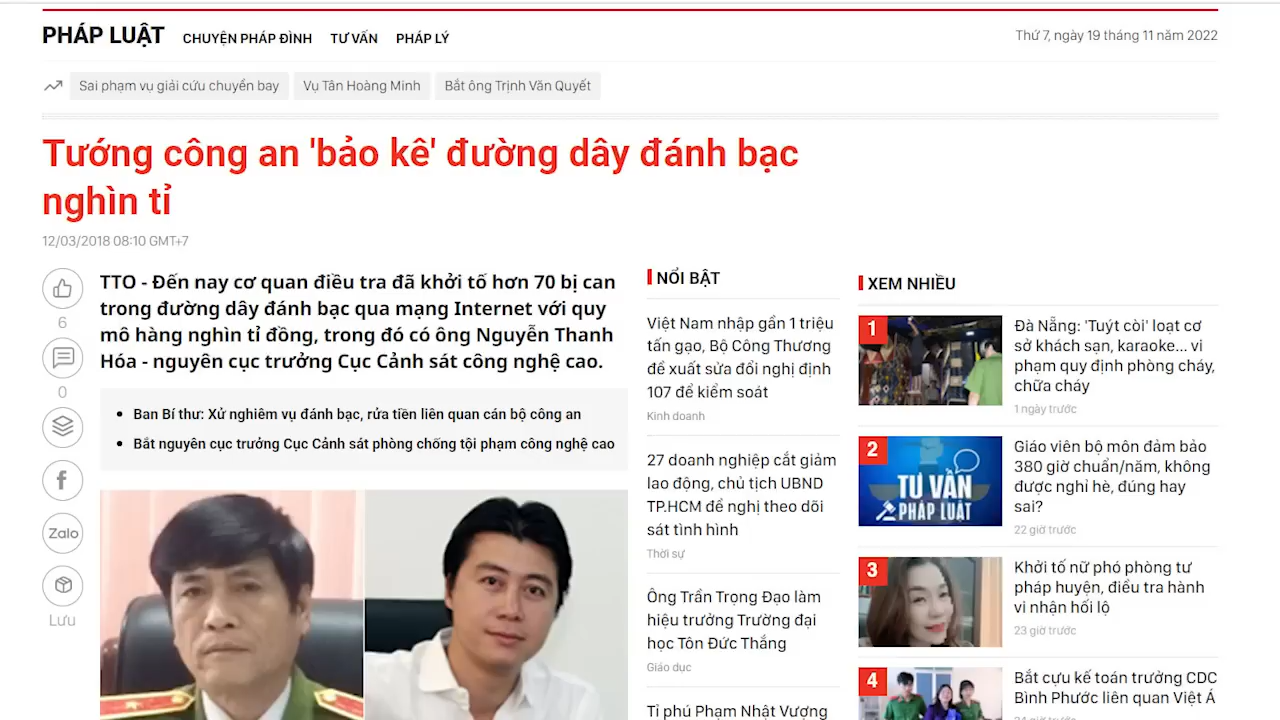 PHÁP LUẬT CHUYỆN PHÁP ĐÌNH TƯ VẤN PHÁP LÝ
Thứ 7, ngày 19 tháng 11 năm 2022
Sai phạm vụ giải cứu chuyến bay Vụ Tân Hoàng Minh Bắt ông Trịnh Văn Quyết
Tướng công an 'bảo kê' đường dây đánh bạc
nghìn tỉ
12/03/2018 08:10 GMT+7
6
0
Zalo
Lưu
TTO - Đến nay cơ quan điều tra đã khởi tố hơn 70 bị can
trong đường dây đánh bạc qua mạng Internet với quy
mô hàng nghìn tỉ đồng, trong đó có ông Nguyễn Thanh
Hóa - nguyên cục trưởng Cục Cảnh sát công nghệ cao.
Ban Bí thư: Xử nghiêm vụ đánh bạc, rửa tiền liên quan cán bộ công an
Bắt nguyên cục trưởng Cục Cảnh sát phòng chống tội phạm công nghệ cao
NỔI BẬT
Việt Nam nhập gần 1 triệu
tấn gạo, Bộ Công Thương
đề xuất sửa đổi nghị định
107 để kiểm soát
Kinh doanh
27 doanh nghiệp cắt giảm
lao động, chủ tịch UBND
TP.HCM đề nghị theo dõi
sát tình hình
Thời sự
Ông Trần Trọng Đạo làm
hiệu trưởng Trường đại
học Tôn Đức Thắng
Giáo dục
Tỉ phú Phạm Nhật Vượng
XEM NHIỀU
1
Đà Nẵng: 'Tuýt còi' loạt cơ
sở khách sạn, karaoke... vi
phạm quy định phòng cháy,
chữa cháy
1 ngày trước
2
TƯ VẤN
PHÁP LUẬT
Giáo viên bộ môn đảm bảo
380 giờ chuẩn/năm, không
được nghỉ hè, đúng hay
sai?
22 giờ trước
3
Khởi tố nữ phó phòng tư
pháp huyện, điều tra hành
vi nhận hối lộ
23 giờ trước
4
Bắt cựu kế toán trưởng CDC
Bình Phước liên quan Việt Á